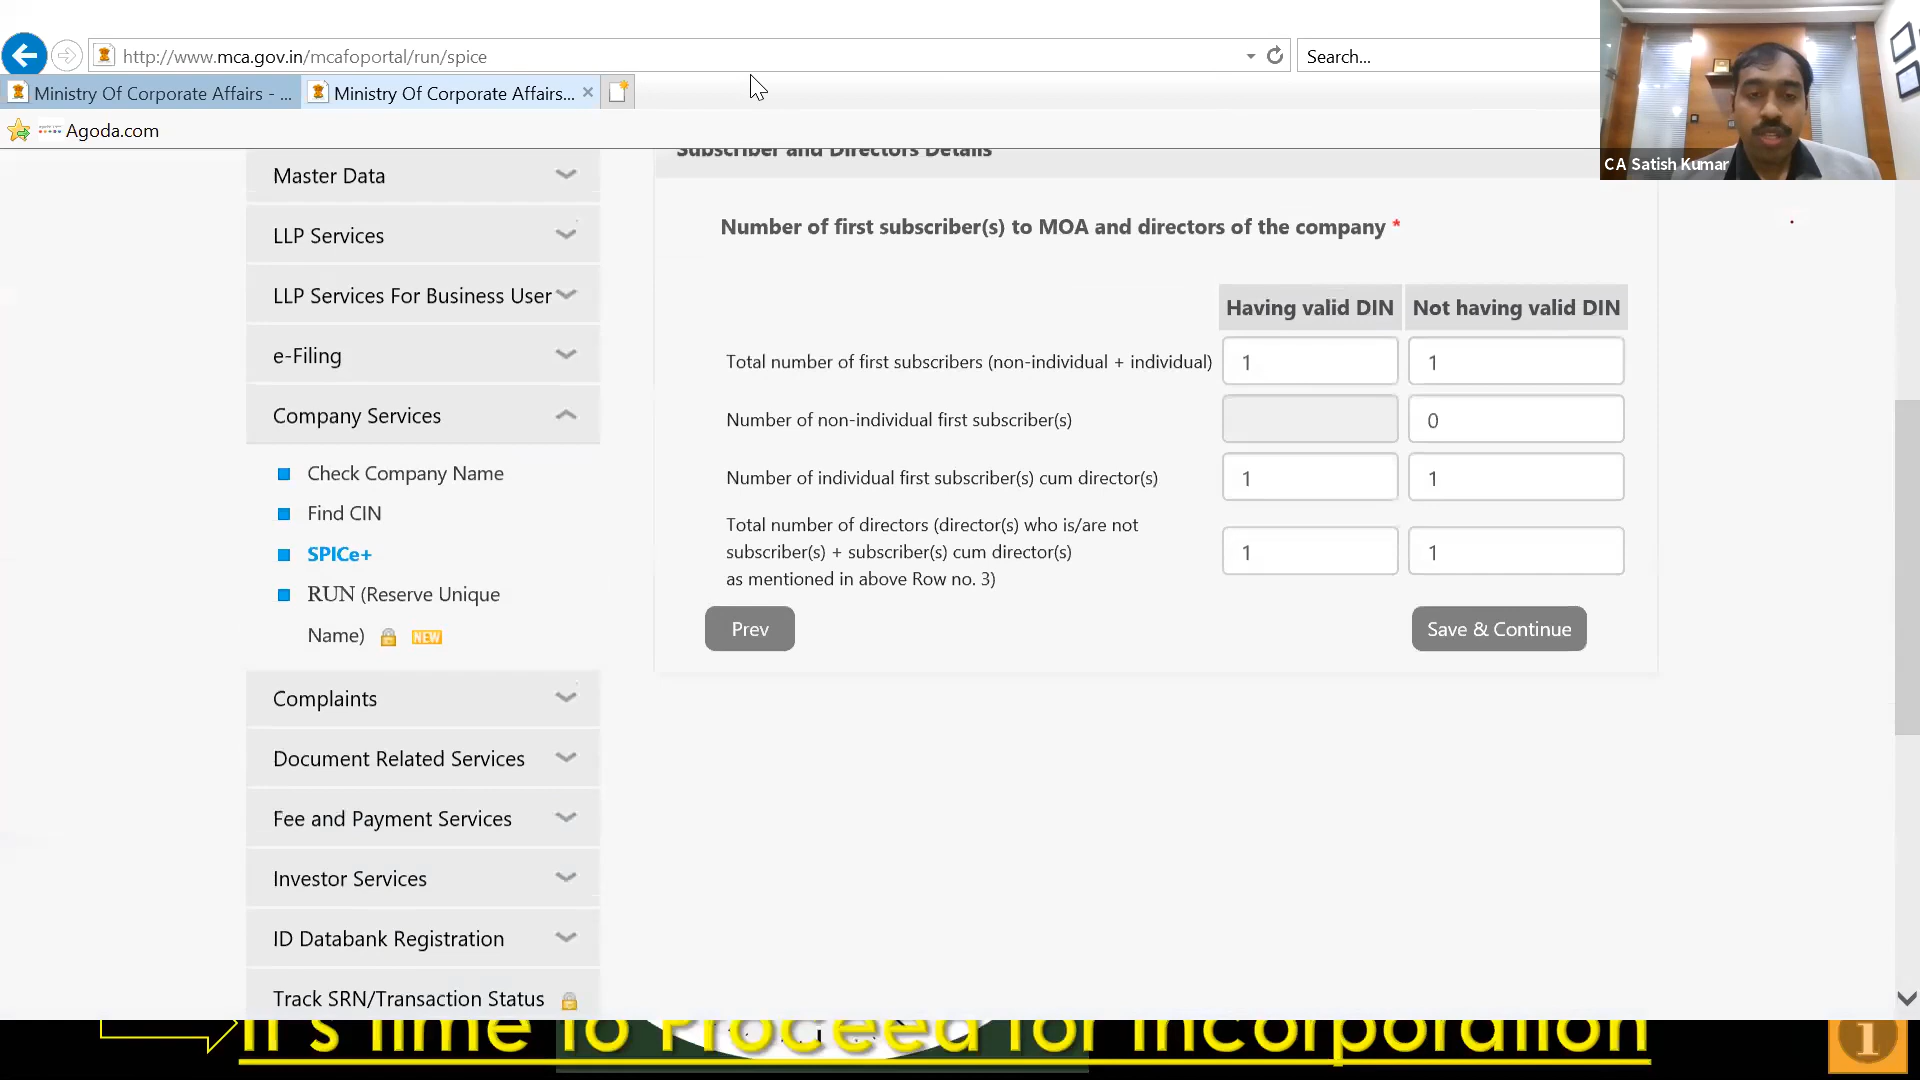 http://www.mca.gov.in/mcafoportal/run/spice
Search...
Ministry Of Corporate Affairs - ...
Ministry Of Corporate Affairs...
Agoda.com
CA Satish Kumar
Master Data
LLP Services
LLP Services For Business User
e-Filing
Company Services
Check Company Name
Find CIN
SPICe+
RUN (Reserve Unique
Name)
NEW
Complaints
Document Related Services
Fee and Payment Services
Investor Services
ID Databank Registration
Track SRN/Transaction Status
Subscriber and Directors Details
Number of first subscriber(s) to MOA and directors of the company *
Having valid DIN Not having valid DIN
Total number of first subscribers (non-individual + individual) 1 1
Number of non-individual first subscriber(s) 0
Number of individual first subscriber(s) cum director(s) 1 1
Total number of directors (director(s) who is/are not
subscriber(s) + subscriber(s) cum director(s) 1 1
as mentioned in above Row no. 3)
Prev
Save & Continue
It's Time To Proceed for Incorporation